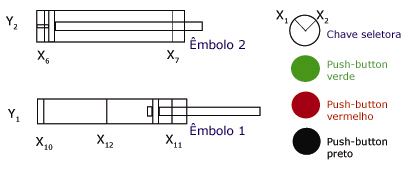 Y2
X6
X7
Êmbolo 2
Y1
X10
X12
X11
Êmbolo 1
X1
X2
Chave seletora
Push-button
verde
Push-button
vermelho
Push-button
preto